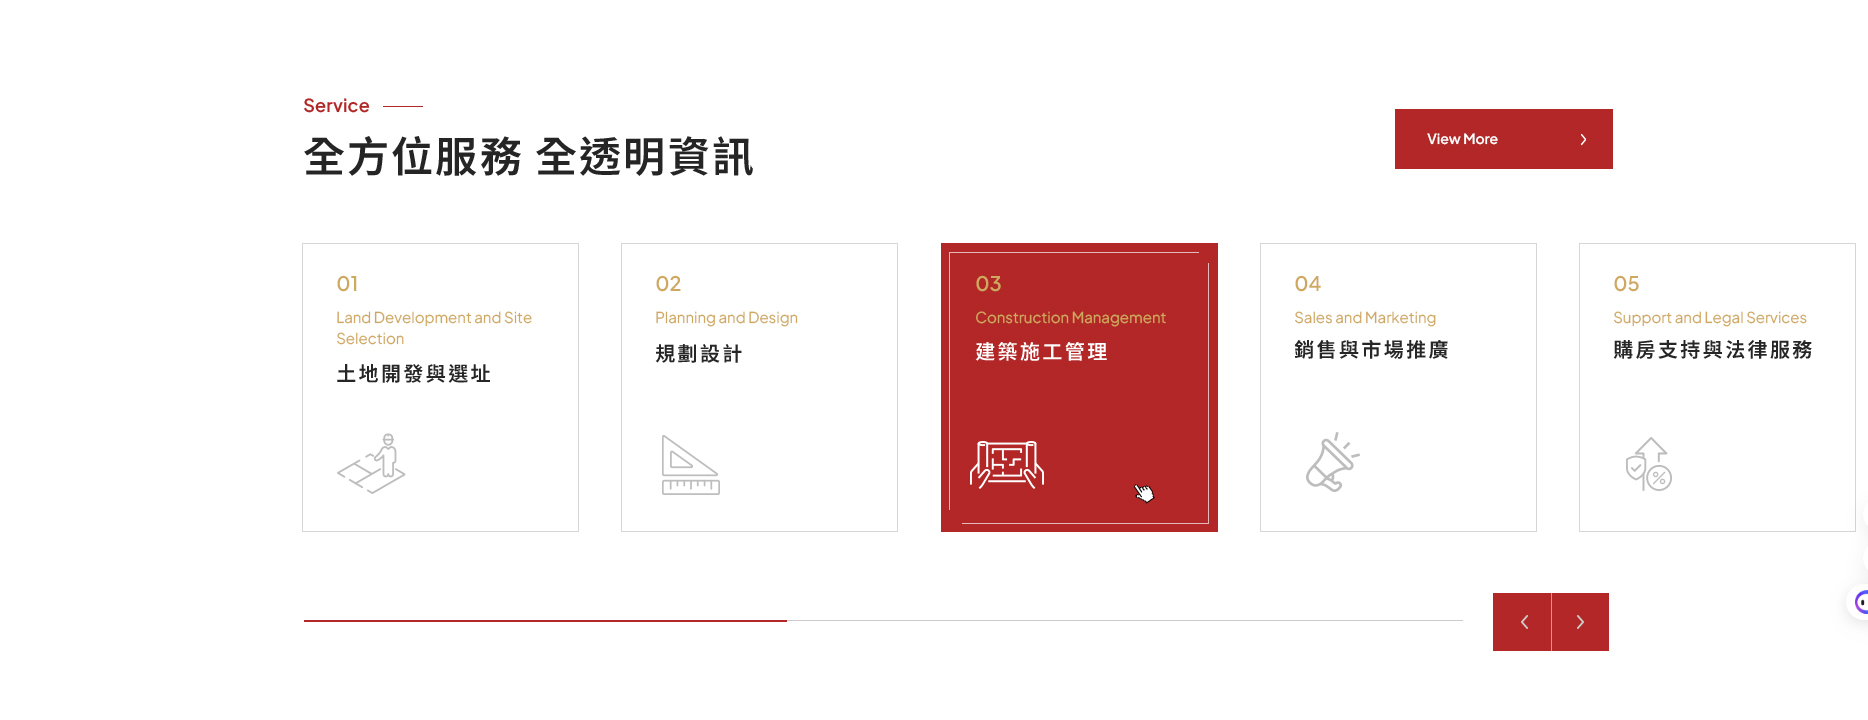 Service
全方位服務 全透明資訊
View More
01
Land Development and Site
Selection
土地開發與選址
02
Planning and Design
規劃設計
03
Construction Management
建築施工管理
04
Sales and Marketing
銷售與市場推廣
05
Support and Legal Services
購房支持與法律服務